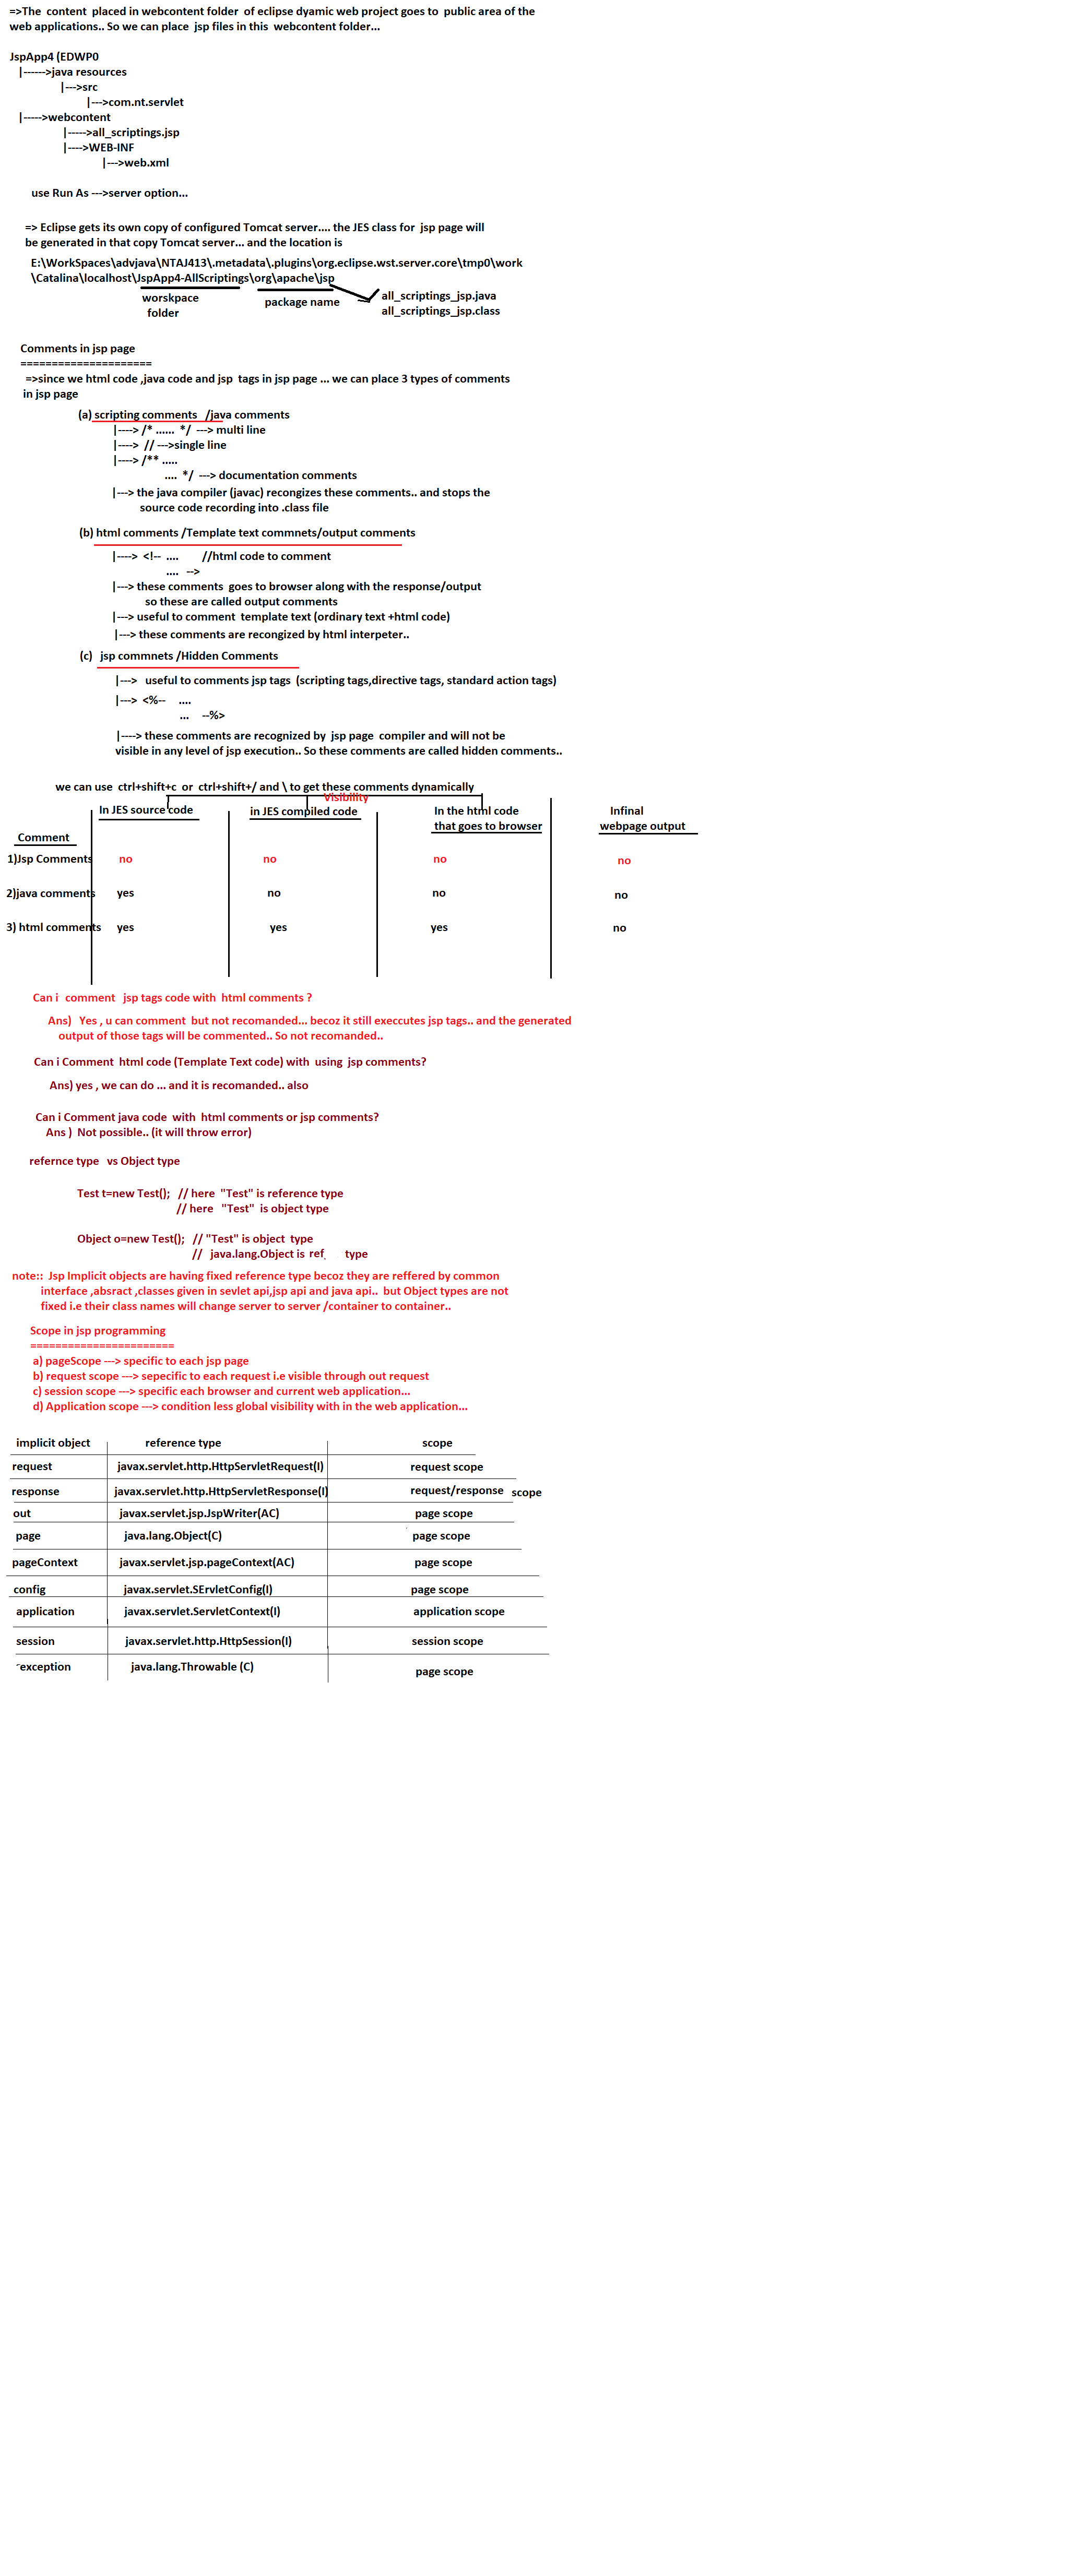 =>The content placed in webcontent folder of eclipse dyamic web project goes to public area of the
web applications.. So we can place jsp files in this webcontent folder...
JspApp4 (EDWP0
|------>java resources
|--->src
|--->com.nt.servlet
|----->webcontent
|----->all_scriptings.jsp
|---->WEB-INF
|--->web.xml
use Run As --->server option...
=> Eclipse gets its own copy of configured Tomcat server.... the JES class for jsp page will
be generated in that copy Tomcat server... and the location is
E:\WorkSpaces\advjava\NTAJ413\.metadata\.plugins\org.eclipse.wst.server.core\tmp0\work
\Catalina\localhost\JspApp4-AllScriptings\org\apache\jsp
worskpace
folder
package name
all_scriptings_jsp.java
all_scriptings_jsp.class
Comments in jsp page
=====================
=>since we html code ,java code and jsp tags in jsp page ... we can place 3 types of comments
in jsp page
(a) scripting comments /java comments
|----> /* ...... */ ---> multi line
|----> // --->single line
|----> /** .....
.... */ ---> documentation comments
|---> the java compiler (javac) recongizes these comments.. and stops the
source code recording into .class file
(b) html comments /Template text commnets/output comments
|----> <!-- .... //html code to comment
.... -->
|---> these comments goes to browser along with the response/output
so these are called output comments
|---> useful to comment template text (ordinary text +html code)
|---> these comments are recongized by html interpeter..
(c) jsp commnets /Hidden Comments
|---> useful to comments jsp tags (scripting tags,directive tags, standard action tags)
|---> <%-- ....
... --%>
|----> these comments are recognized by jsp page compiler and will not be
visible in any level of jsp execution.. So these comments are called hidden comments..
we can use ctrl+shift+c or ctrl+shift+/ and \ to get these comments dynamically
Visibility
In JES source code in JES compiled code In the html code Infinal
that goes to browser webpage output
Comment
1)Jsp Comments no no no no
2)java comments yes no no no
3) html comments yes yes yes no
Can i comment jsp tags code with html comments ?
Ans) Yes , u can comment but not recomanded... becoz it still execcutes jsp tags.. and the generated
output of those tags will be commented.. So not recomanded..
Can i Comment html code (Template Text code) with using jsp comments?
Ans) yes , we can do ... and it is recomanded.. also
Can i Comment java code with html comments or jsp comments?
Ans ) Not possible.. (it will throw error)
refernce type vs Object type
Test t=new Test(); // here "Test" is reference type
// here "Test" is object type
Object o=new Test(); // "Test" is object type
// java.lang.Object is ref type
note:: Jsp Implicit objects are having fixed reference type becoz they are reffered by common
interface ,absract ,classes given in sevlet api,jsp api and java api.. but Object types are not
fixed i.e their class names will change server to server /container to container..
Scope in jsp programming
=======================
a) pageScope ---> specific to each jsp page
b) request scope ---> sepecific to each request i.e visible through out request
c) session scope ---> specific each browser and current web application...
d) Application scope ---> condition less global visibility with in the web application...
implicit object reference type scope
request javax.servlet.http.HttpServletRequest(I) request scope
response javax.servlet.http.HttpServletResponse(I) request/response scope
out javax.servlet.jsp.JspWriter(AC) page scope
page java.lang.Object(C) page scope
pageContext javax.servlet.jsp.pageContext(AC) page scope
config javax.servlet.SErvletConfig(I) page scope
application javax.servlet.ServletContext(I) application scope
session javax.servlet.http.HttpSession(I) session scope
exception java.lang.Throwable (C) page scope